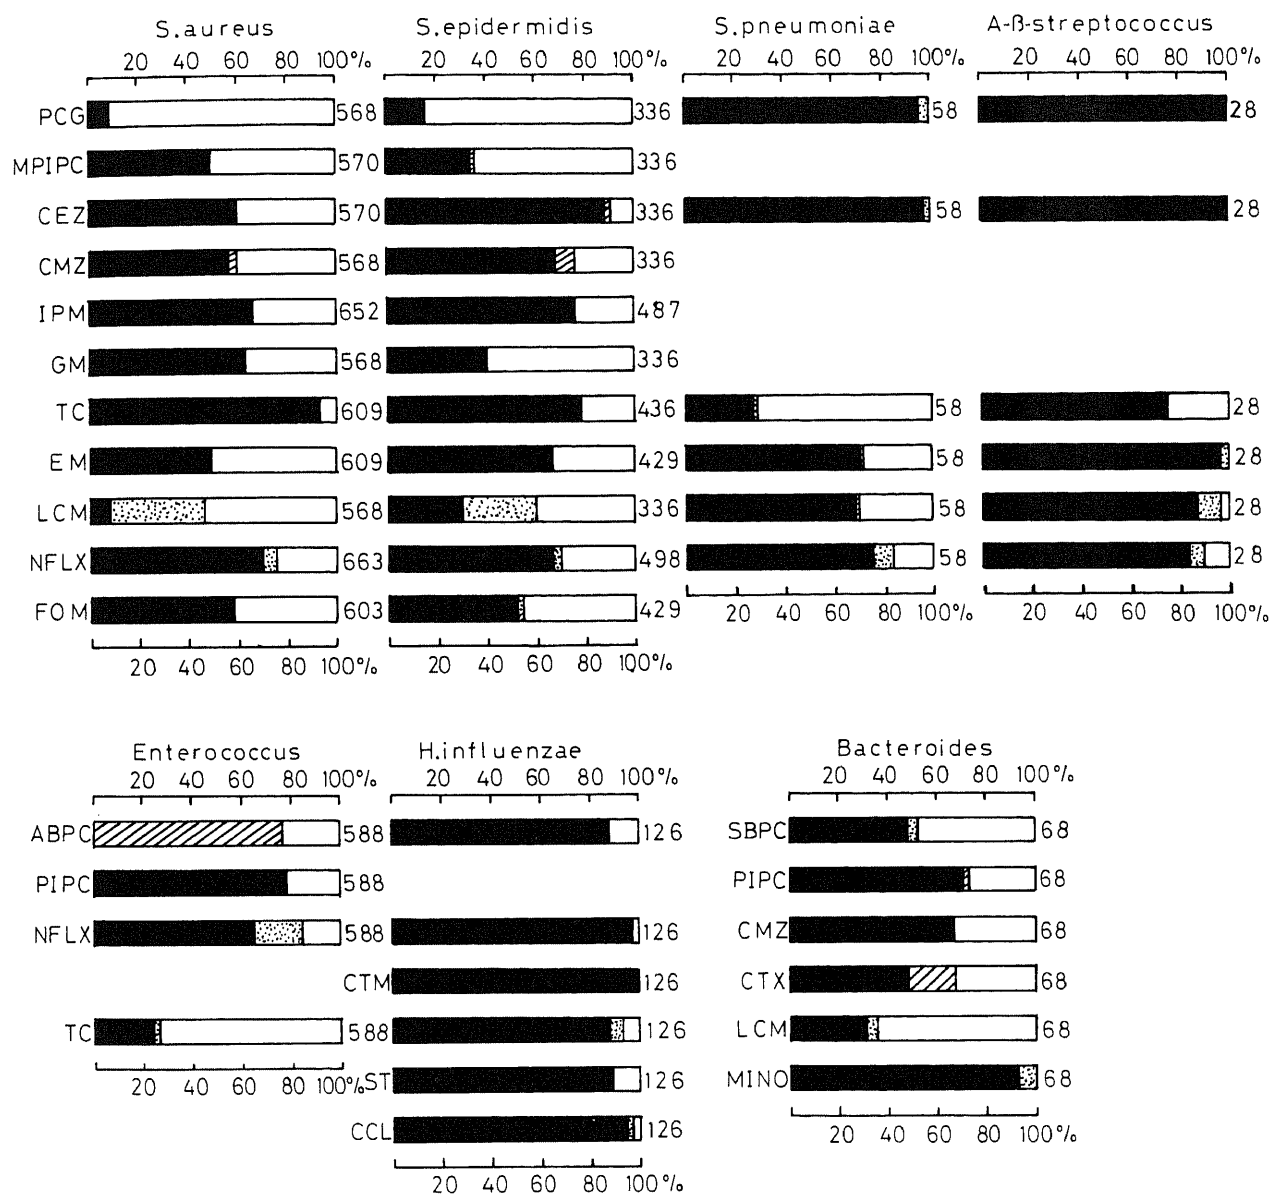 S.aureus S.epidermidis S.pneumoniae A-ß-streptococcus
20 40 60 80 100% 20 40 60 80 100% 20 40 60 80 100% 20 40 60 80 100%
PCG 568 336 58 28
MPIPC 570 336
CEZ 570 336 58 28
CMZ 568 336
IPM 652 487
GM 568 336
TC 609 436 58 28
EM 609 429 58 28
LCM 568 336 58 28
NFLX 663 498 58 28
FOM 603 429
20 40 60 80 100% 20 40 60 80 100%
20 40 60 80 100% 20 40 60 80 100%
Enterococcus H.influenzae Bacteroides
20 40 60 80 100% 20 40 60 80 100% 20 40 60 80 100%
ABPC 588 126 SBPC 68
PIPC 588 PIPC 68
NFLX 588 126 CMZ 68
CTM 126 CTX 68
TC 588 126 LCM 68
20 40 60 80 100% ST 126 MINO 68
CCL 126 20 40 60 80 100%
20 40 60 80 100%